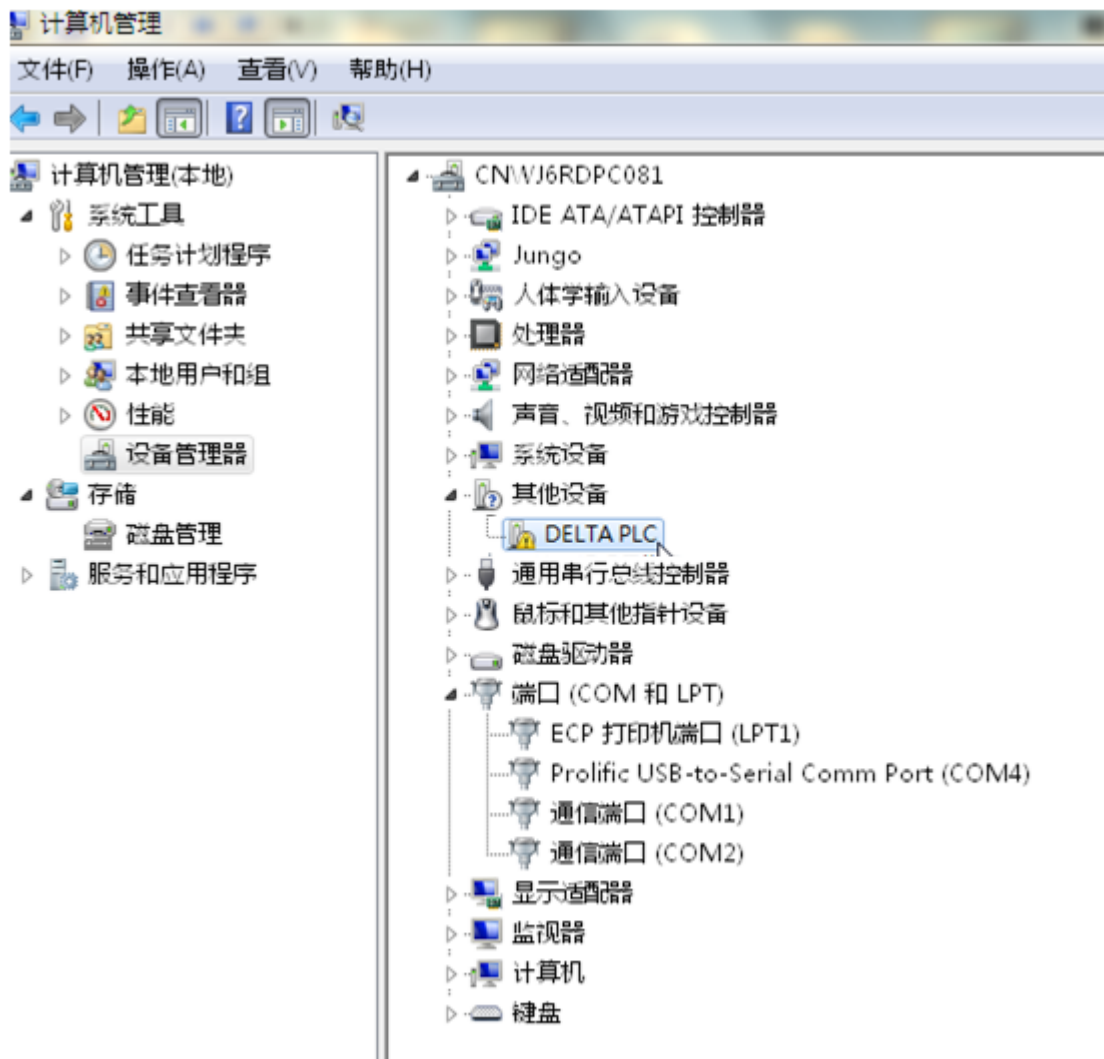 计算机管理
文件(F) 操作(A) 查看(V) 帮助(H)
计算机管理(本地)
系统工具
任务计划程序
事件查看器
共享文件夹
本地用户和组
性能
设备管理器
存储
磁盘管理
服务和应用程序
CNWJ6RDPC081
IDE ATA/ATAPI 控制器
Jungo
人体学输入设备
处理器
网络适配器
声音、视频和游戏控制器
系统设备
其他设备
DELTA PLC
通用串行总线控制器
鼠标和其他指针设备
磁盘驱动器
端口 (COM 和 LPT)
ECP 打印机端口 (LPT1)
Prolific USB-to-Serial Comm Port (COM4)
通信端口 (COM1)
通信端口 (COM2)
显示适配器
监视器
计算机
键盘